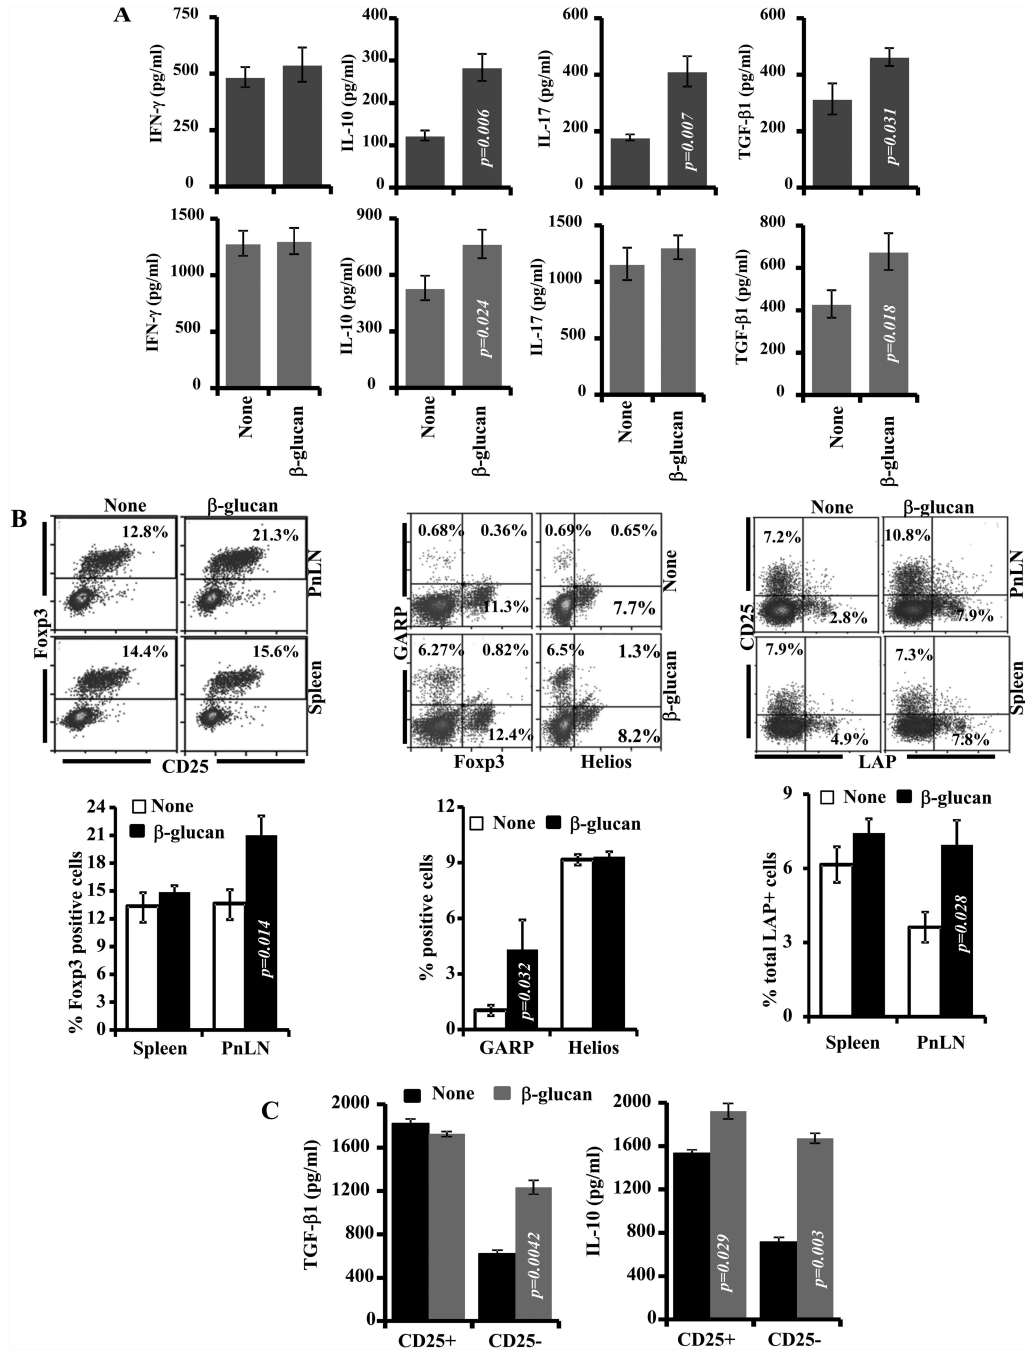 A
IFN-γ (pg/ml)
750
500
250
0
IL-10 (pg/ml)
400
300
200
100
0
p=0.006
IL-17 (pg/ml)
600
400
200
0
p=0.007
TGF-β1 (pg/ml)
600
400
200
0
p=0.031
IFN-γ (pg/ml)
1500
1000
500
0
None
β-glucan
IL-10 (pg/ml)
900
600
300
0
p=0.024
None
β-glucan
IL-17 (pg/ml)
1500
1000
500
0
None
β-glucan
TGF-β1 (pg/ml)
800
600
400
200
0
p=0.018
None
β-glucan
B
None
β-glucan
12.8%
21.3%
PnLN
Foxp3
14.4%
15.6%
Spleen
CD25
0.68%
0.36%
0.69%
0.65%
None
GARP
11.3%
7.7%
6.27%
0.82%
6.5%
1.3%
β-glucan
12.4%
8.2%
Foxp3
Helios
None
β-glucan
7.2%
10.8%
PnLN
CD25
2.8%
7.9%
7.9%
7.3%
Spleen
4.9%
7.8%
LAP
% Foxp3 positive cells
24
21
18
15
12
9
6
3
0
None
β-glucan
p=0.014
Spleen
PnLN
% positive cells
12
9
6
3
0
None
β-glucan
p=0.032
GARP
Helios
% total LAP+ cells
9
6
3
0
None
β-glucan
p=0.028
Spleen
PnLN
C
None
β-glucan
TGF-β1 (pg/ml)
2000
1600
1200
800
400
0
p=0.0042
CD25+
CD25-
IL-10 (pg/ml)
2000
1600
1200
800
400
0
p=0.029
p=0.003
CD25+
CD25-